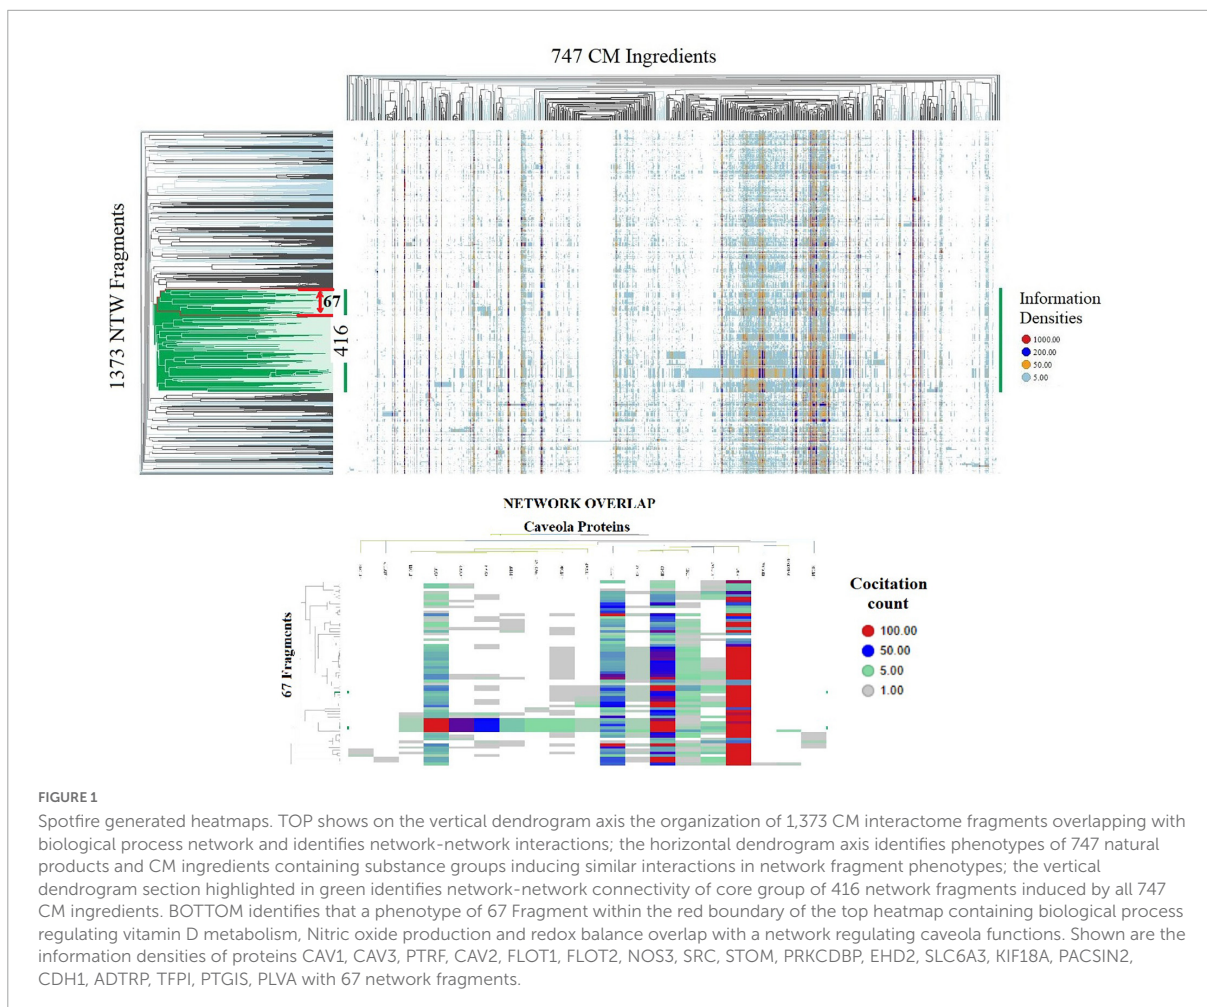 747 CM Ingredients
1373 NTW Fragments
67
416
Information
Densities
1000.00
200.00
50.00
5.00
NETWORK OVERLAP
Caveola Proteins
67 Fragments
Cocitation
count
100.00
50.00
5.00
1.00
FIGURE 1
Spotfire generated heatmaps. TOP shows on the vertical dendrogram axis the organization of 1,373 CM interactome fragments overlapping with
biological process network and identifies network-network interactions; the horizontal dendrogram axis identifies phenotypes of 747 natural
products and CM ingredients containing substance groups inducing similar interactions in network fragment phenotypes; the vertical
dendrogram section highlighted in green identifies network-network connectivity of core group of 416 network fragments induced by all 747
CM ingredients. BOTTOM identifies that a phenotype of 67 Fragment within the red boundary of the top heatmap containing biological process
regulating vitamin D metabolism, Nitric oxide production and redox balance overlap with a network regulating caveola functions. Shown are the
information densities of proteins CAV1, CAV3, PTRF, CAV2, FLOT1, FLOT2, NOS3, SRC, STOM, PRKCDBP, EHD2, SLC6A3, KIF18A, PACSIN2,
CDH1, ADTRP, TFPI, PTGIS, PLVA with 67 network fragments.